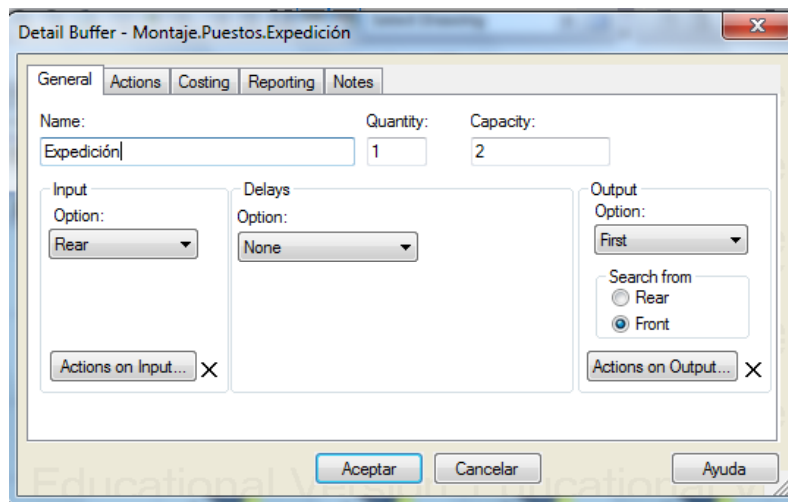 Detail Buffer - Montaje.Puestos.Expedición
General Actions Costing Reporting Notes
Name: Quantity: Capacity:
Expedición 1 2
Input Delays Output
Option: Option: Option:
Rear None First
Search from
Rear
Front
Actions on Input... X Actions on Output... X
Aceptar Cancelar Ayuda
Educational Version Educational